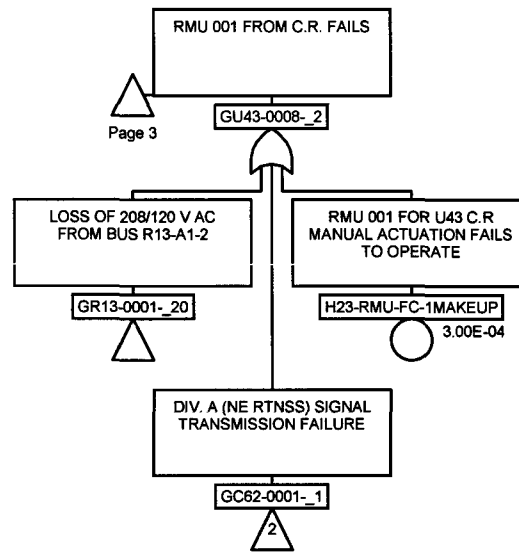 RMU 001 FROM C.R. FAILS
Page 3
GU43-0008-_2
LOSS OF 208/120 V AC
FROM BUS R13-A1-2
GR13-0001-_20
RMU 001 FOR U43 C.R
MANUAL ACTUATION FAILS
TO OPERATE
H23-RMU-FC-1MAKEUP
3.00E-04
DIV. A (NE RTNSS) SIGNAL
TRANSMISSION FAILURE
GC62-0001-_1
2